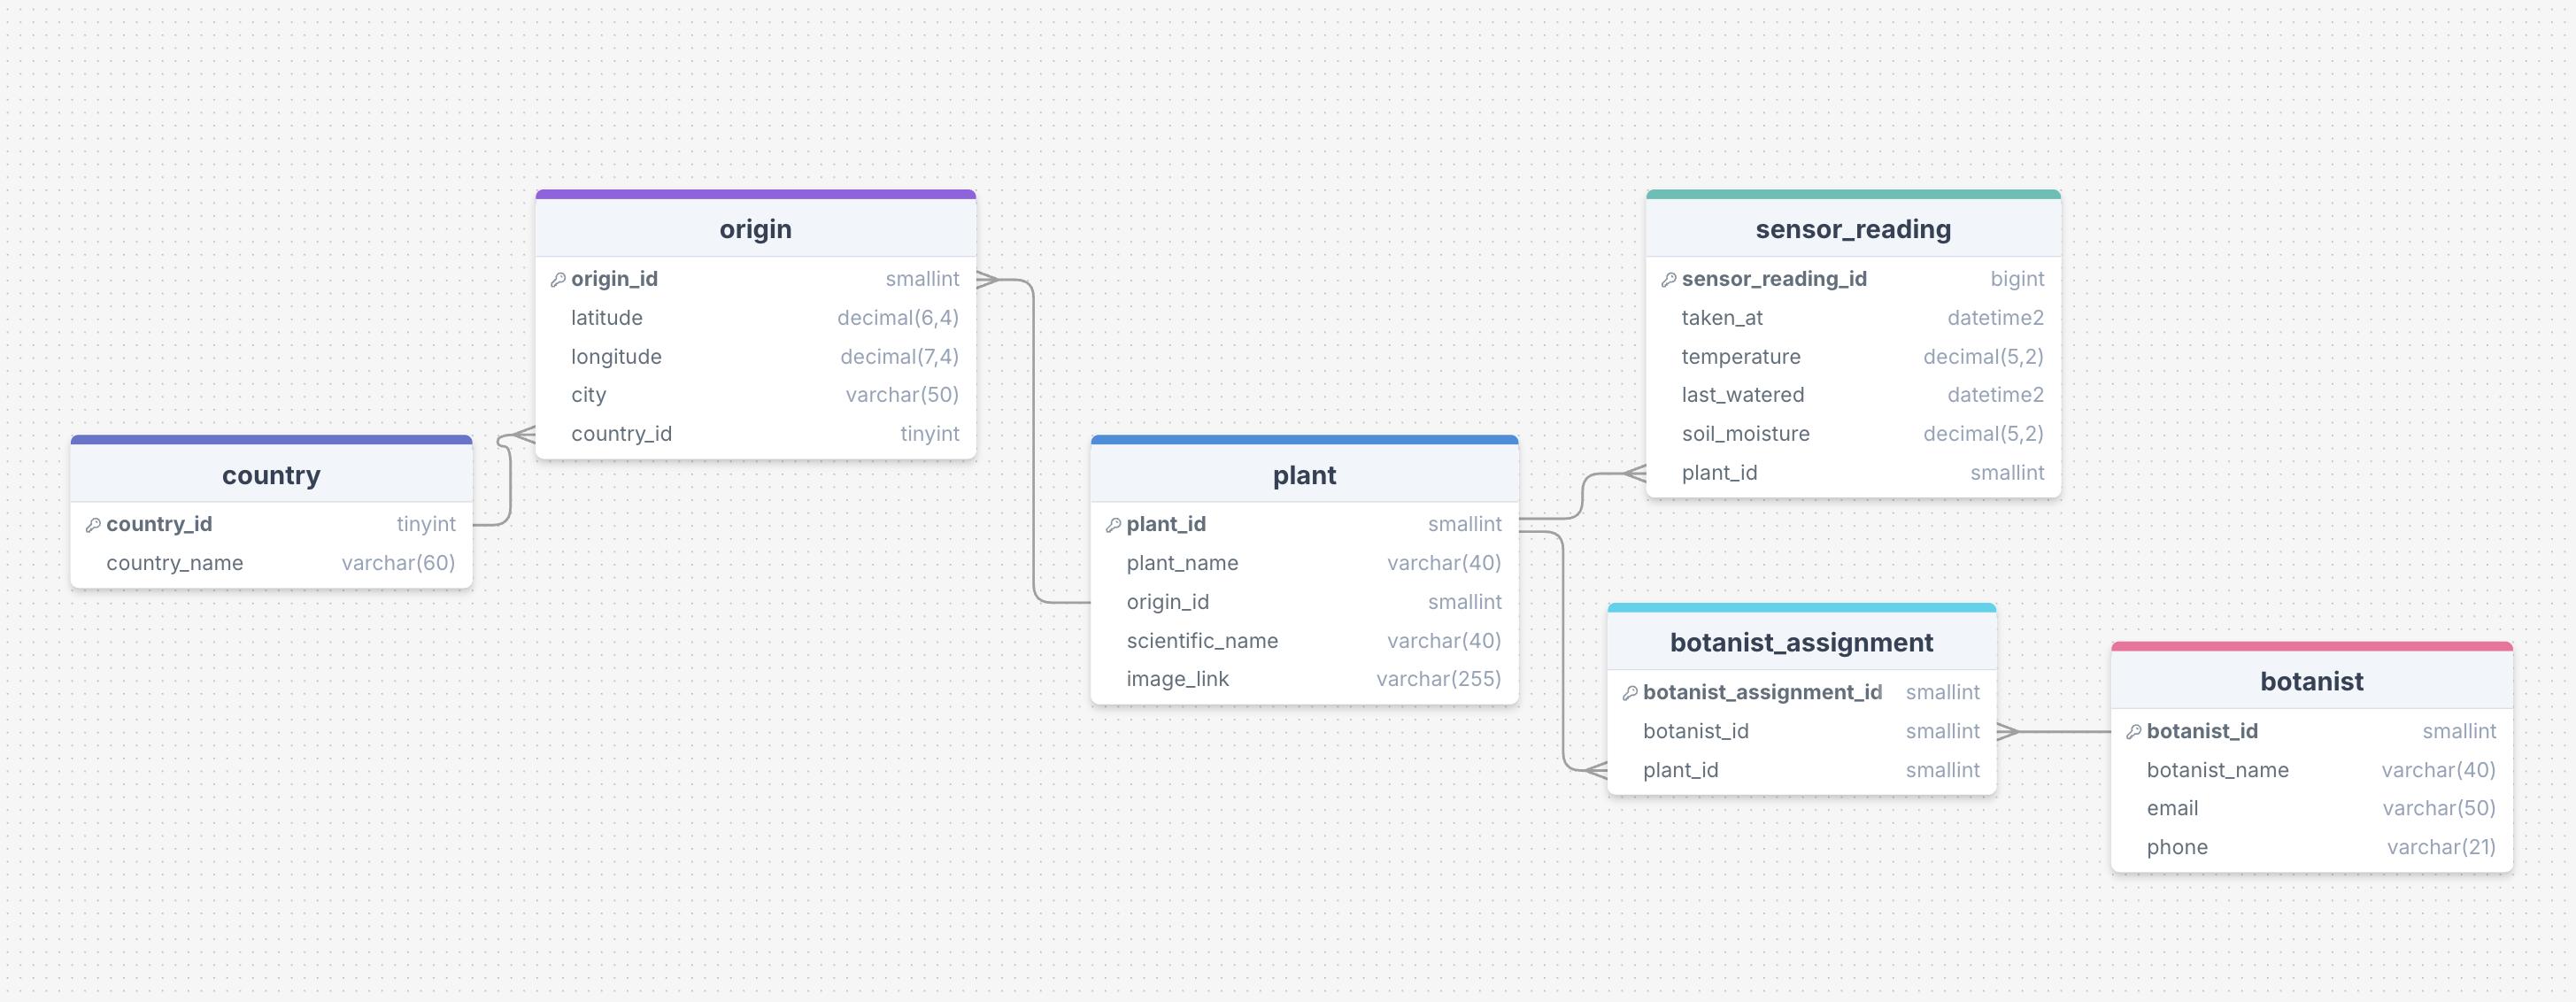 origin
origin_id smallint
latitude decimal(6,4)
longitude decimal(7,4)
city varchar(50)
country_id tinyint
country
country_id tinyint
country_name varchar(60)
plant
plant_id smallint
plant_name varchar(40)
origin_id smallint
scientific_name varchar(40)
image_link varchar(255)
sensor_reading
sensor_reading_id bigint
taken_at datetime2
temperature decimal(5,2)
last_watered datetime2
soil_moisture decimal(5,2)
plant_id smallint
botanist_assignment
botanist_assignment_id smallint
botanist_id smallint
plant_id smallint
botanist
botanist_id smallint
botanist_name varchar(40)
email varchar(50)
phone varchar(21)